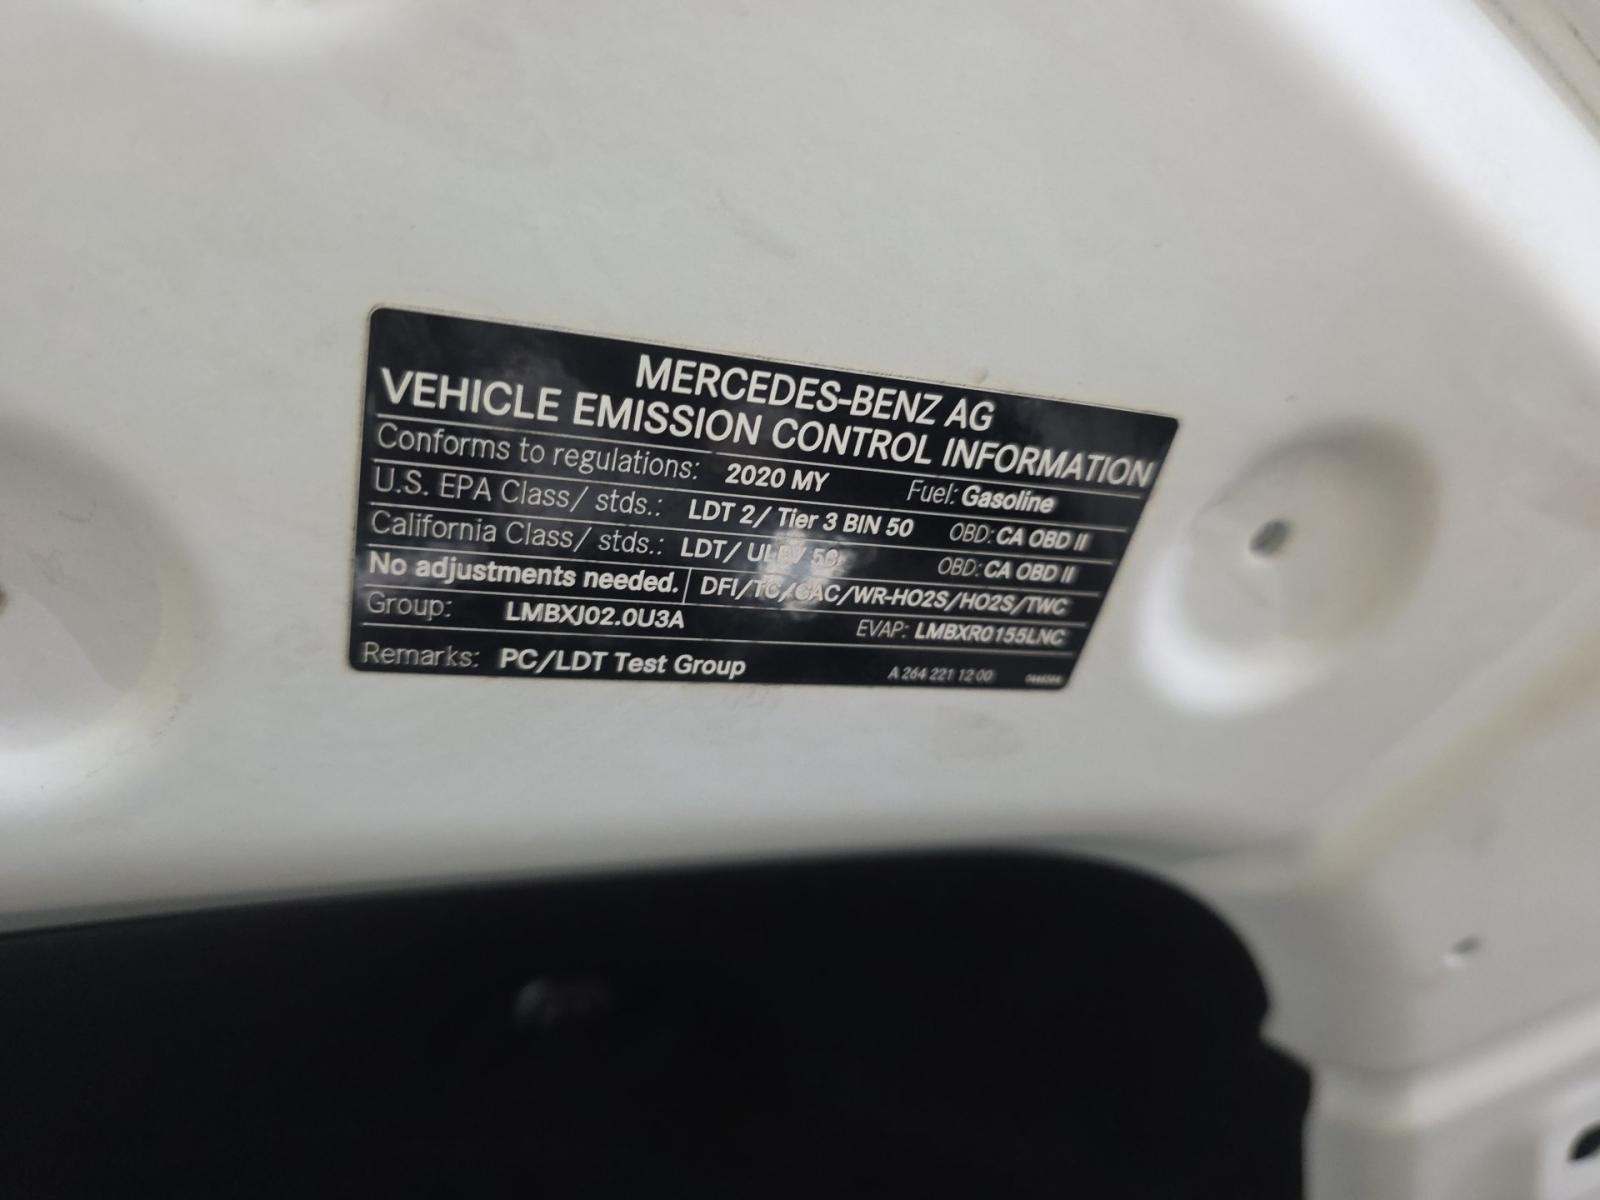 MERCEDES-BENZ AG
VEHICLE EMISSION CONTROL INFORMATION
Conforms to regulations: 2020 MY Fuel: Gasoline
U.S. EPA Class/ stds.: LDT 2/ Tier 3 BIN 50 OBD: CA OBD II
California Class/ stds.: LDT/ ULEV 50 OBD: CA OBD II
No adjustments needed. DFI/TC/CAC/WR-HO2S/HO2S/TWC
Group: LMBXJ02.0U3A EVAP: LMBXR0155LNC
Remarks: PC/LDT Test Group A 264 221 12 00